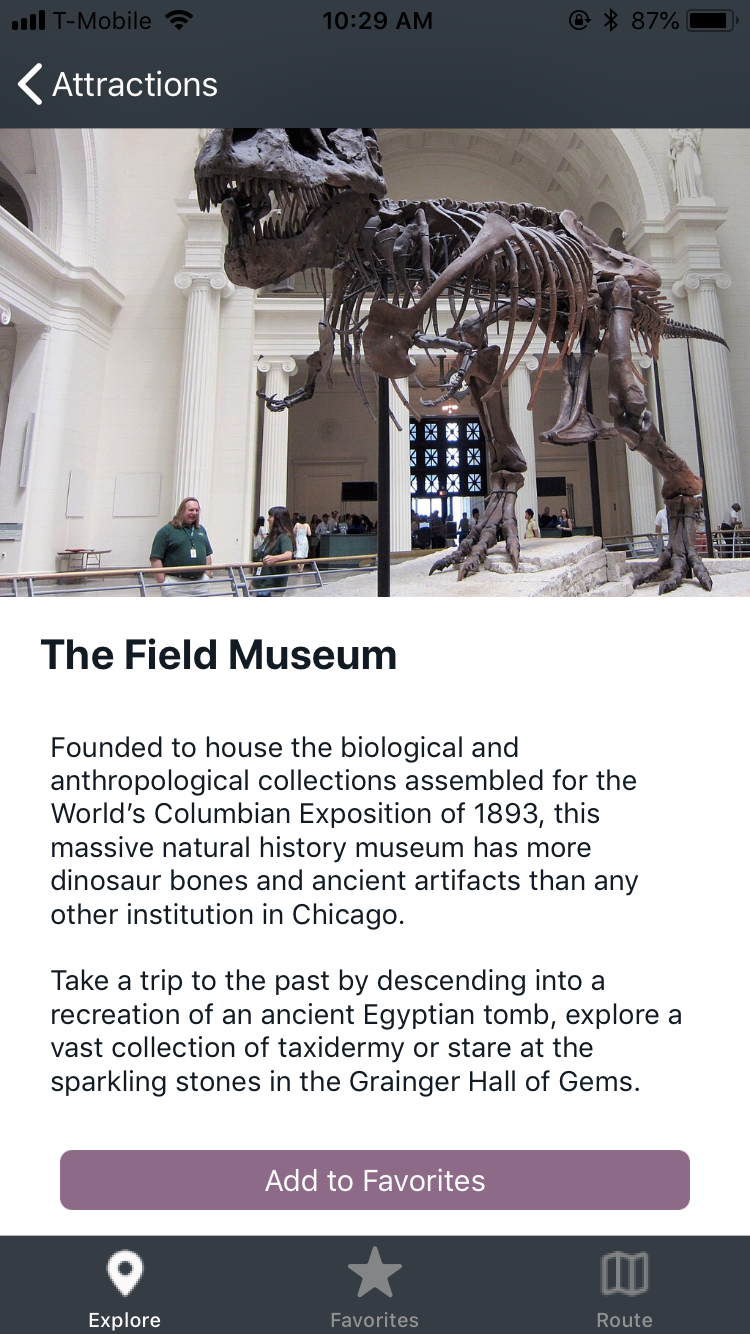 T-Mobile 10:29 AM 87%
Attractions
The Field Museum
Founded to house the biological and
anthropological collections assembled for the
World’s Columbian Exposition of 1893, this
massive natural history museum has more
dinosaur bones and ancient artifacts than any
other institution in Chicago.
Take a trip to the past by descending into a
recreation of an ancient Egyptian tomb, explore a
vast collection of taxidermy or stare at the
sparkling stones in the Grainger Hall of Gems.
Add to Favorites
Explore Favorites Route